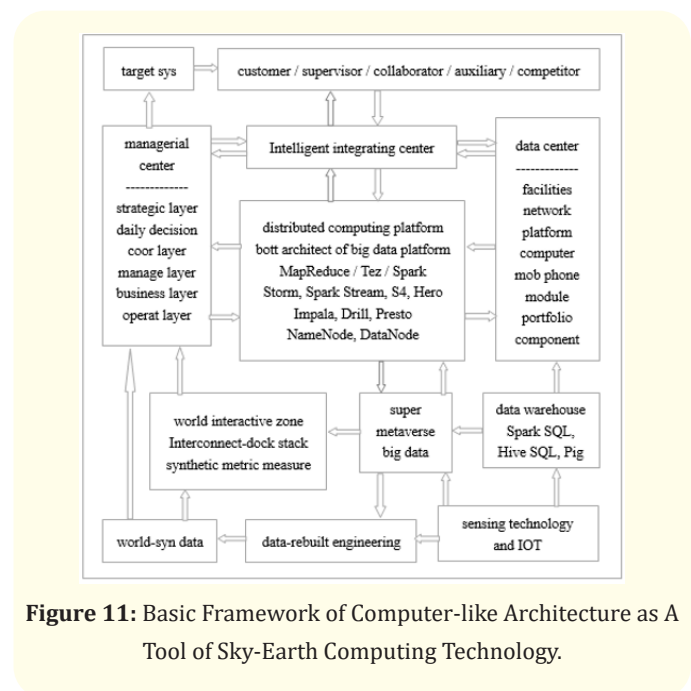 target sys
customer / supervisor / collaborator / auxiliary / competitor
managerial
center
-------------
strategic layer
daily decision
coor layer
manage layer
business layer
operat layer
Intelligent integrating center
data center
-------------
facilities
network
platform
computer
mob phone
module
portfolio
component
distributed computing platform
bott architect of big data platform
MapReduce / Tez / Spark
Storm, Spark Stream, S4, Hero
Impala, Drill, Presto
NameNode, DataNode
world interactive zone
Interconnect-dock stack
synthetic metric measure
super
metaverse
big data
data warehouse
Spark SQL,
Hive SQL, Pig
world-syn data
data-rebuilt engineering
sensing technology
and IOT
Figure 11: Basic Framework of Computer-like Architecture as A
Tool of Sky-Earth Computing Technology.